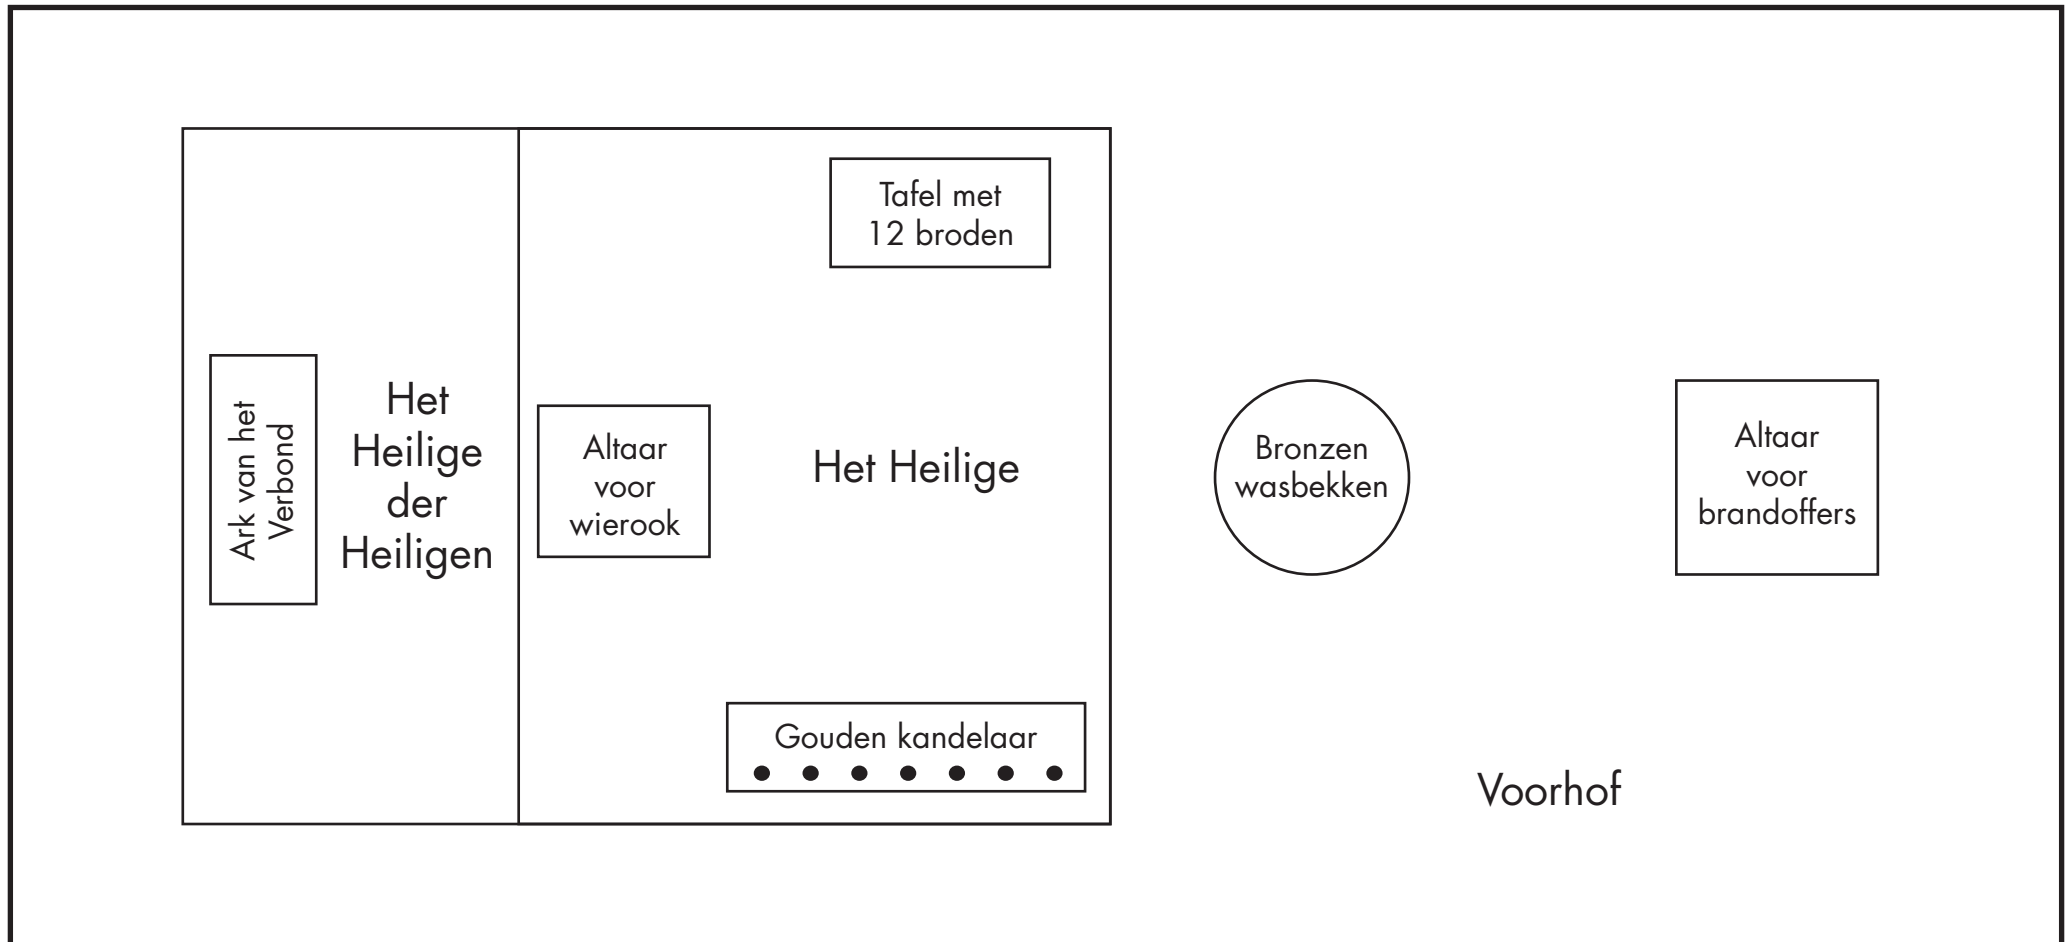 Tafel met
12 broden
Ark van het
Verbond
Het
Heilige
der
Heiligen
Altaar
voor
wierook
Het Heilige
Bronzen
wasbekken
Altaar
voor
brandoffers
Gouden kandelaar
Voorhof